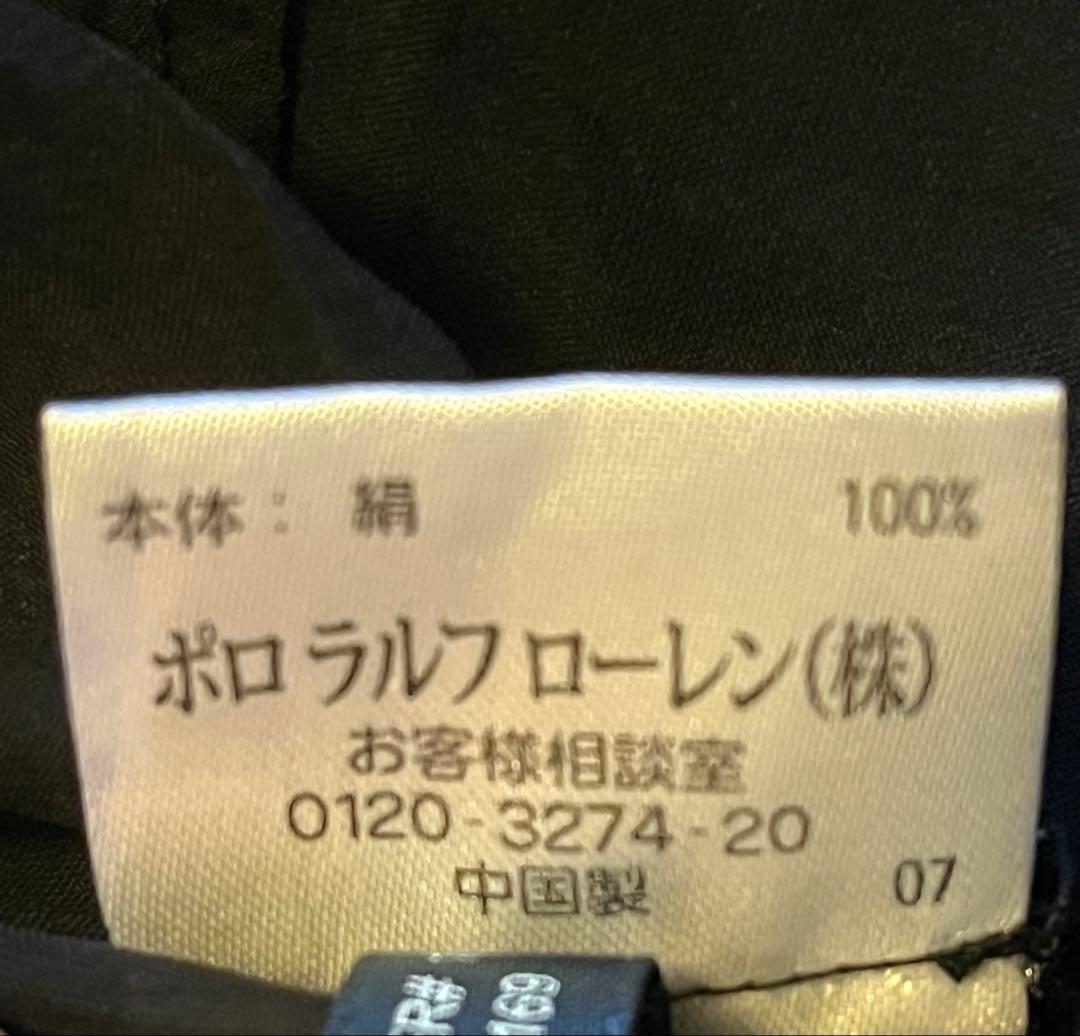 本体： 絹 100%
ポロ ラルフ ローレン(株)
お客様相談室
0120-3274-20
中国製 07
R#
169